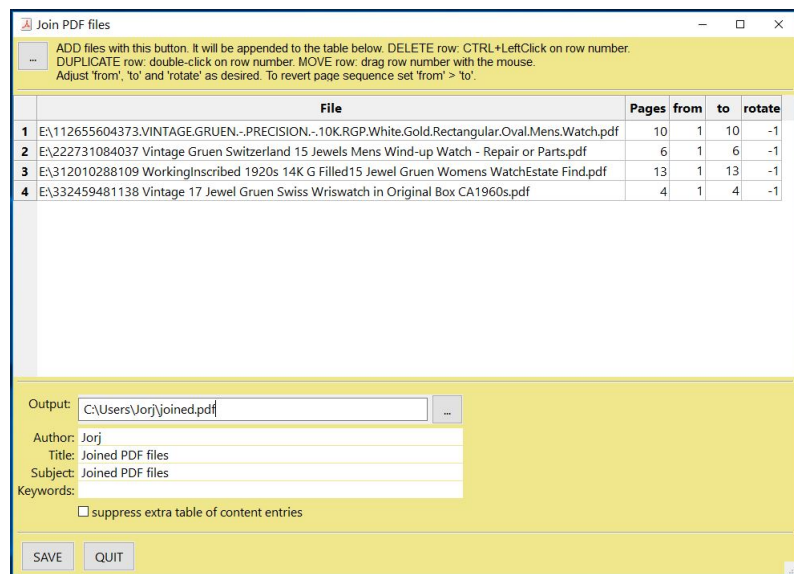 Join PDF files
... ADD files with this button. It will be appended to the table below. DELETE row: CTRL+LeftClick on row number.
DUPLICATE row: double-click on row number. MOVE row: drag row number with the mouse.
Adjust 'from', 'to' and 'rotate' as desired. To revert page sequence set 'from' > 'to'.
File Pages from to rotate
1 E:\112655604373.VINTAGE.GRUEN.-.PRECISION.-.10K.RGP.White.Gold.Rectangular.Oval.Mens.Watch.pdf 10 1 10 -1
2 E:\222731084037 Vintage Gruen Switzerland 15 Jewels Mens Wind-up Watch - Repair or Parts.pdf 6 1 6 -1
3 E:\312010288109 WorkingInscribed 1920s 14K G Filled15 Jewel Gruen Womens WatchEstate Find.pdf 13 1 13 -1
4 E:\332459481138 Vintage 17 Jewel Gruen Swiss Wriswatch in Original Box CA1960s.pdf 4 1 4 -1
Output: C:\Users\Jorj\joined.pdf ...
Author: Jorj
Title: Joined PDF files
Subject: Joined PDF files
Keywords:
suppress extra table of content entries
SAVE QUIT